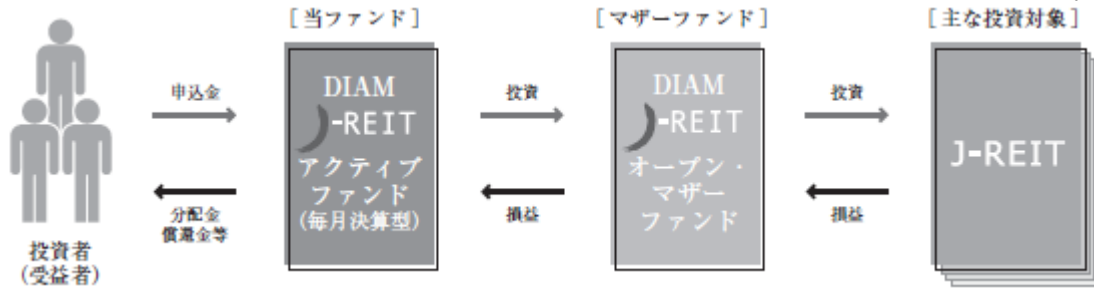 [当ファンド]
[マザーファンド]
[主な投資対象]
申込金
分配金
償還金等
投資者
(受益者)
DIAM
J-REIT
アクティブ
ファンド
(毎月決算型)
投資
損益
DIAM
J-REIT
オープン・
マザー
ファンド
投資
損益
J-REIT